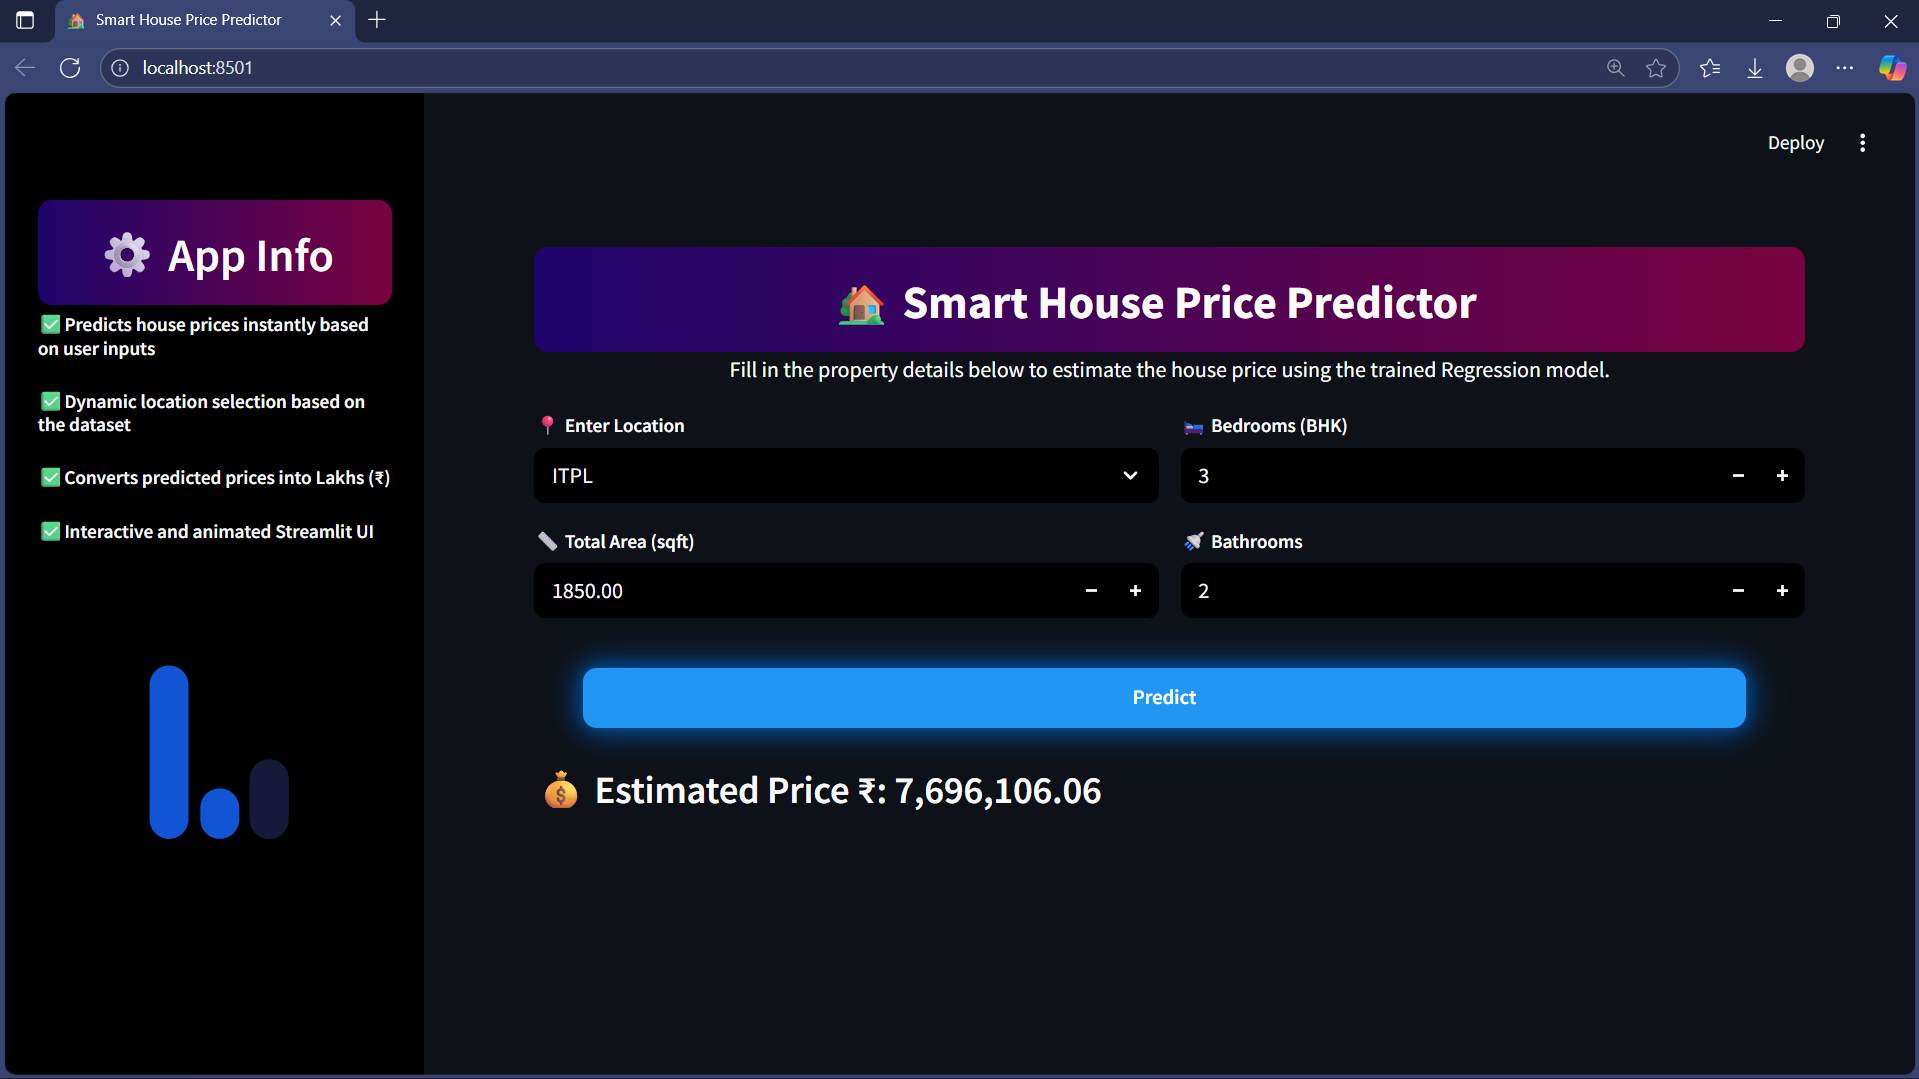 Smart House Price Predictor
localhost:8501
Deploy
App Info
✅ Predicts house prices instantly based
on user inputs
✅ Dynamic location selection based on
the dataset
✅ Converts predicted prices into Lakhs (₹)
✅ Interactive and animated Streamlit UI
Smart House Price Predictor
Fill in the property details below to estimate the house price using the trained Regression model.
Enter Location
Bedrooms (BHK)
ITPL
3
Total Area (sqft)
Bathrooms
1850.00
2
Predict
Estimated Price ₹: 7,696,106.06